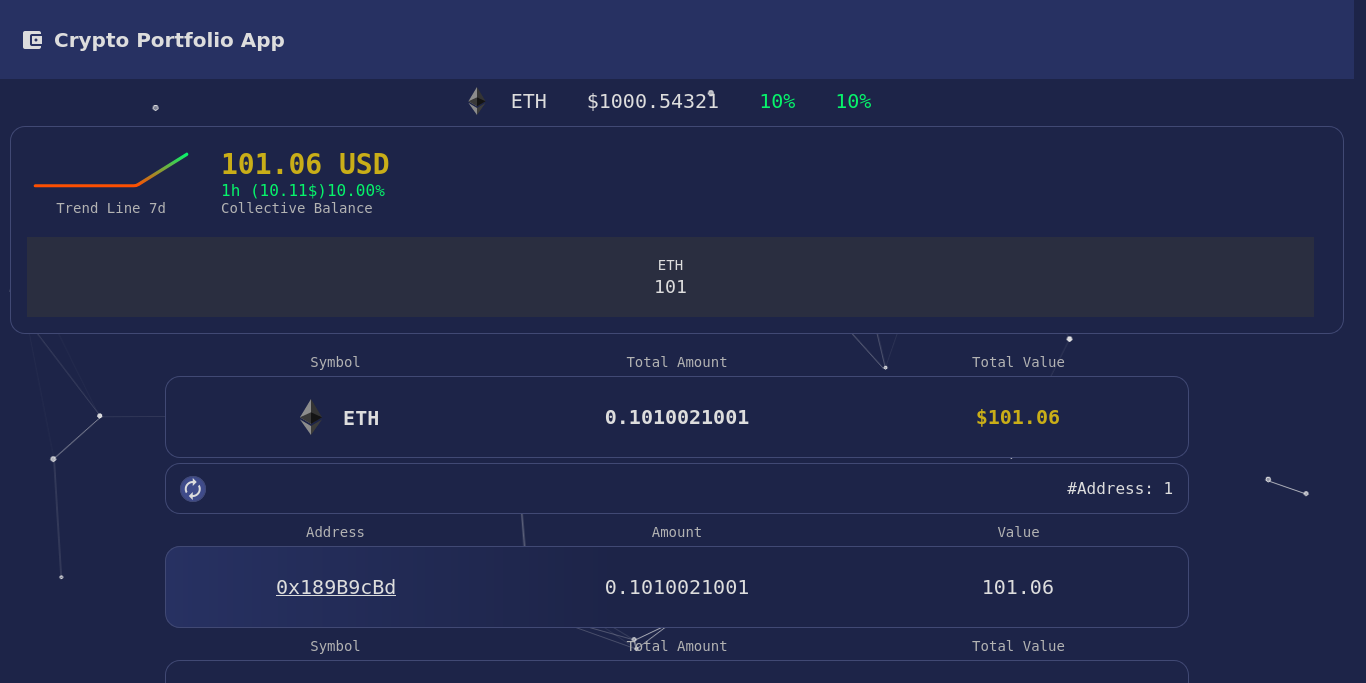 Crypto Portfolio App
ETH $1000.54321 10% 10%
101.06 USD
1h (10.11$)10.00%
Trend Line 7d Collective Balance
ETH
101
Symbol Total Amount Total Value
ETH 0.1010021001 $101.06
#Address: 1
Address Amount Value
0x189B9cBd 0.1010021001 101.06
Symbol Total Amount Total Value